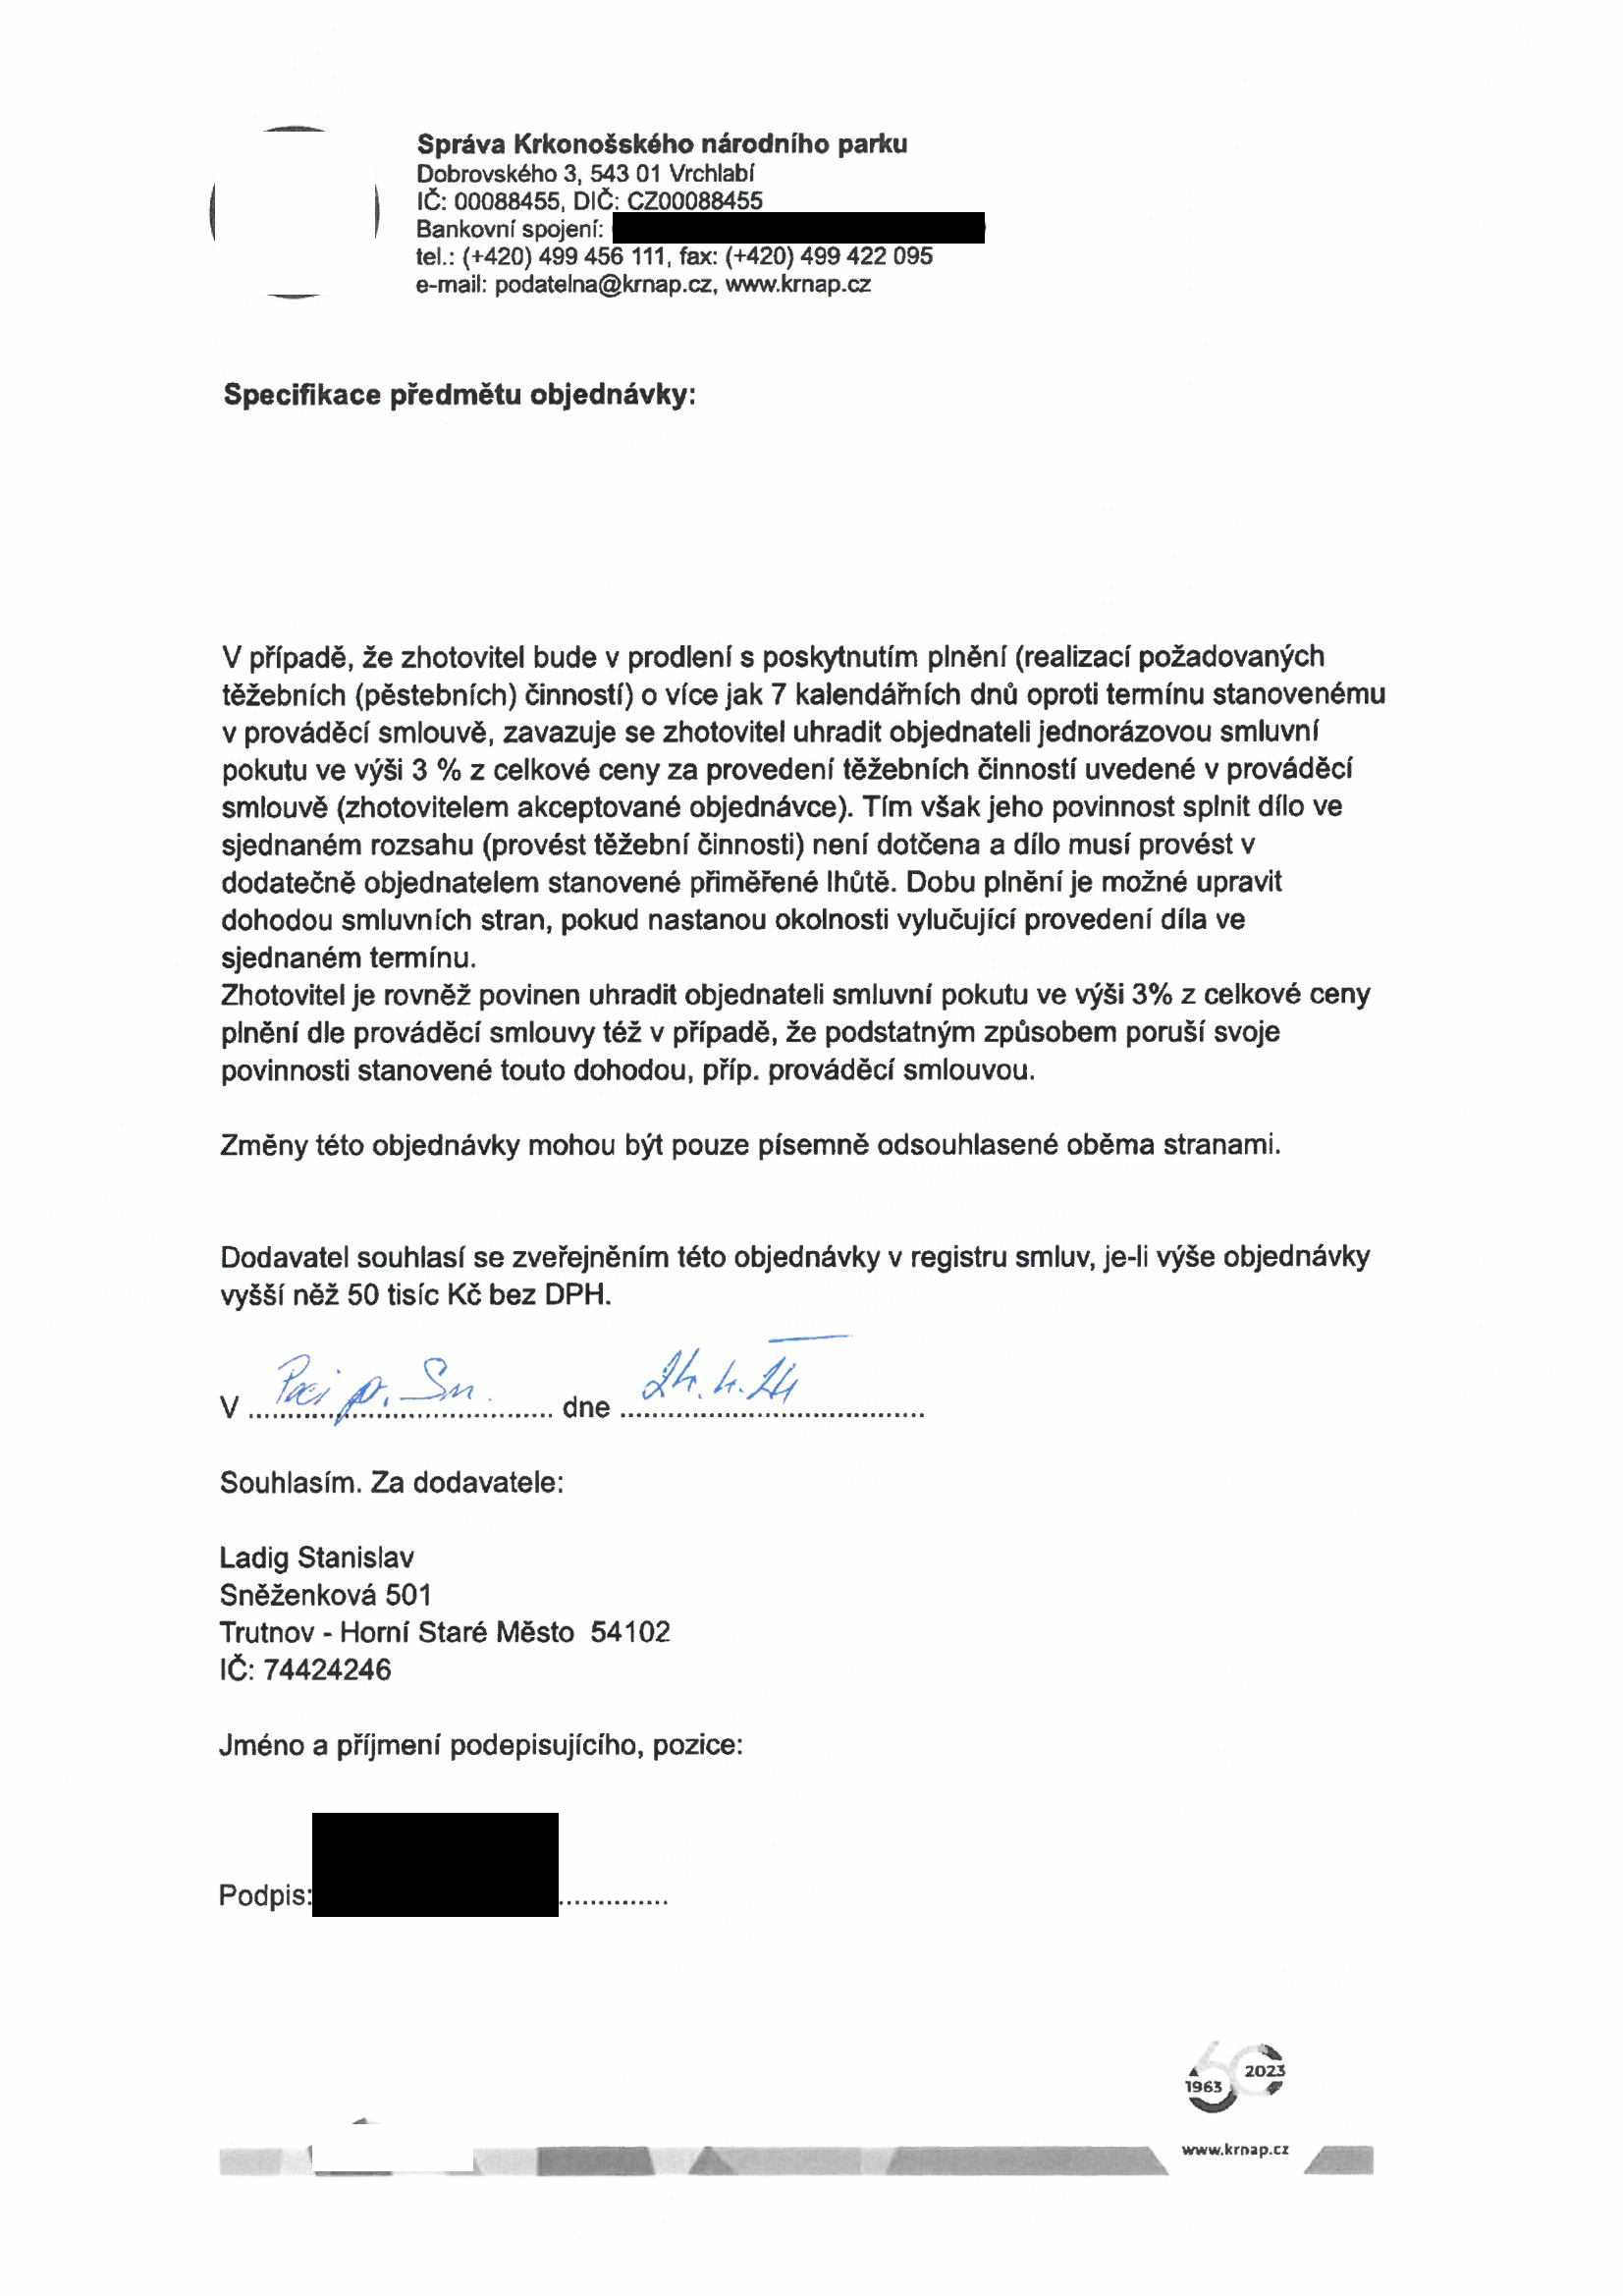 Správa Krkonošského národního parku
Dobrovského 3, 543 01 Vrchlabí
IČ: 00088455, DIČ: CZ00088455
Bankovní spojení:
tel.: (+420) 499 456 111, fax: (+420) 499 422 095
e-mail: podatelna@krnap.cz, www.krnap.cz
Specifikace předmětu objednávky:
V případě, že zhotovitel bude v prodlení s poskytnutím plnění (realizací požadovaných
těžebních (pěstebních) činností) o více jak 7 kalendářních dnů oproti termínu stanovenému
v prováděcí smlouvě, zavazuje se zhotovitel uhradit objednateli jednorázovou smluvní
pokutu ve výši 3 % z celkové ceny za provedení těžebních činností uvedené v prováděcí
smlouvě (zhotovitelem akceptované objednávce). Tím však jeho povinnost splnit dílo ve
sjednaném rozsahu (provést těžební činnosti) není dotčena a dílo musí provést v
dodatečně objednatelem stanovené přiměřené lhůtě. Dobu plnění je možné upravit
dohodou smluvních stran, pokud nastanou okolnosti vylučující provedení díla ve
sjednaném termínu.
Zhotovitel je rovněž povinen uhradit objednateli smluvní pokutu ve výši 3% z celkové ceny
plnění dle prováděcí smlouvy též v případě, že podstatným způsobem poruší svoje
povinnosti stanovené touto dohodou, příp. prováděcí smlouvou.
Změny této objednávky mohou být pouze písemně odsouhlasené oběma stranami.
Dodavatel souhlasí se zveřejněním této objednávky v registru smluv, je-li výše objednávky
vyšší něž 50 tisíc Kč bez DPH.
V Peci p. Sn. dne 24. 4. 24
Souhlasím. Za dodavatele:
Ladig Stanislav
Sněženková 501
Trutnov - Horní Staré Město 54102
IČ: 74424246
Jméno a příjmení podepisujícího, pozice:
Podpis:
1963 2023
www.krnap.cz